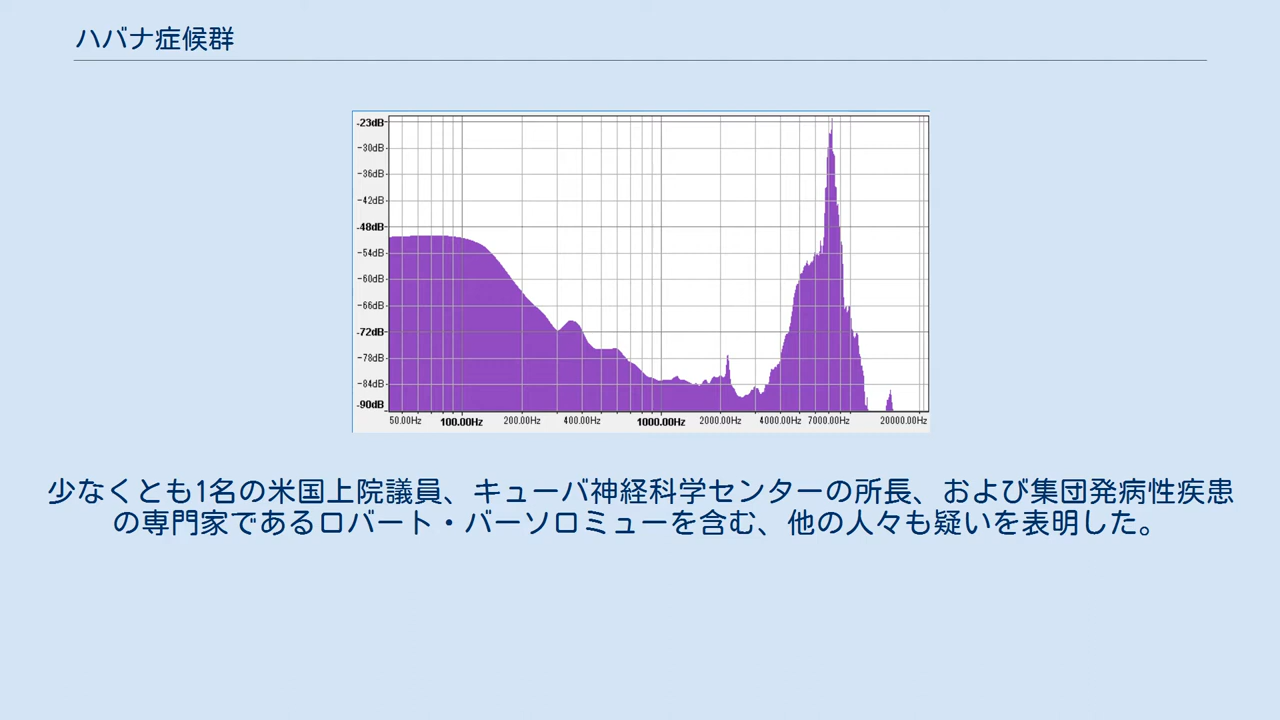 ハバナ症候群
-23dB
-30dB
-36dB
-42dB
-48dB
-54dB
-60dB
-66dB
-72dB
-78dB
-84dB
-90dB
50.00Hz 100.00Hz 200.00Hz 400.00Hz 1000.00Hz 2000.00Hz 4000.00Hz 7000.00Hz 20000.00Hz
少なくとも1名の米国上院議員、キューバ神経科学センターの所長、および集団発病性疾患
の専門家であるロバート・バーソロミューを含む、他の人々も疑いを表明した。